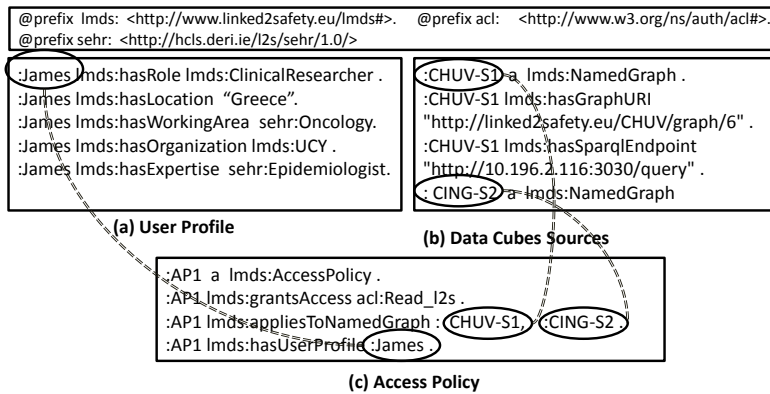 @prefix lmds: <http://www.linked2safety.eu/lmds#>. @prefix acl: <http://www.w3.org/ns/auth/acl#>.
@prefix sehr: <http://hcls.deri.ie/l2s/sehr/1.0/>
:James lmds:hasRole lmds:ClinicalResearcher .
:James lmds:hasLocation “Greece”.
:James lmds:hasWorkingArea sehr:Oncology.
:James lmds:hasOrganization lmds:UCY .
:James lmds:hasExpertise sehr:Epidemiologist.
(a) User Profile
:CHUV-S1 a lmds:NamedGraph .
:CHUV-S1 lmds:hasGraphURI
"http://linked2safety.eu/CHUV/graph/6" .
:CHUV-S1 lmds:hasSparqlEndpoint
"http://10.196.2.116:3030/query" .
: CING-S2 a lmds:NamedGraph
(b) Data Cubes Sources
:AP1 a lmds:AccessPolicy .
:AP1 lmds:grantsAccess acl:Read_l2s .
:AP1 lmds:appliesToNamedGraph : CHUV-S1, :CING-S2 .
:AP1 lmds:hasUserProfile :James .
(c) Access Policy